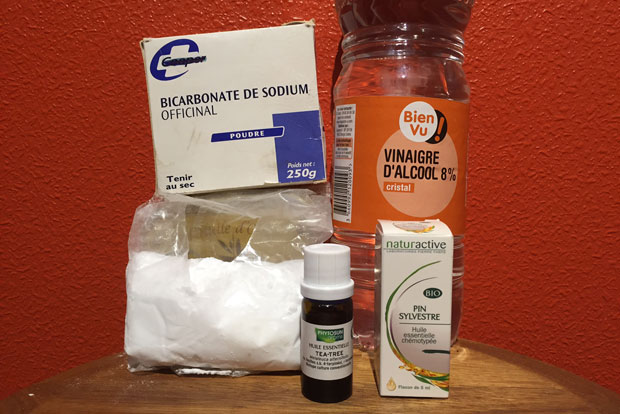 Cooper
BICARBONATE DE SODIUM
OFFICINAL
POUDRE
Tenir
au sec
Poids net :
250g
Bien
Vu
!
VINAIGRE
D'ALCOOL 8%
cristal
PHYTOSUN
HUILE ESSENTIELLE
TEA-TREE
naturactive
BIO
PIN
SYLVESTRE
Huile
essentielle
chémotypée
Flacon de 5 ml